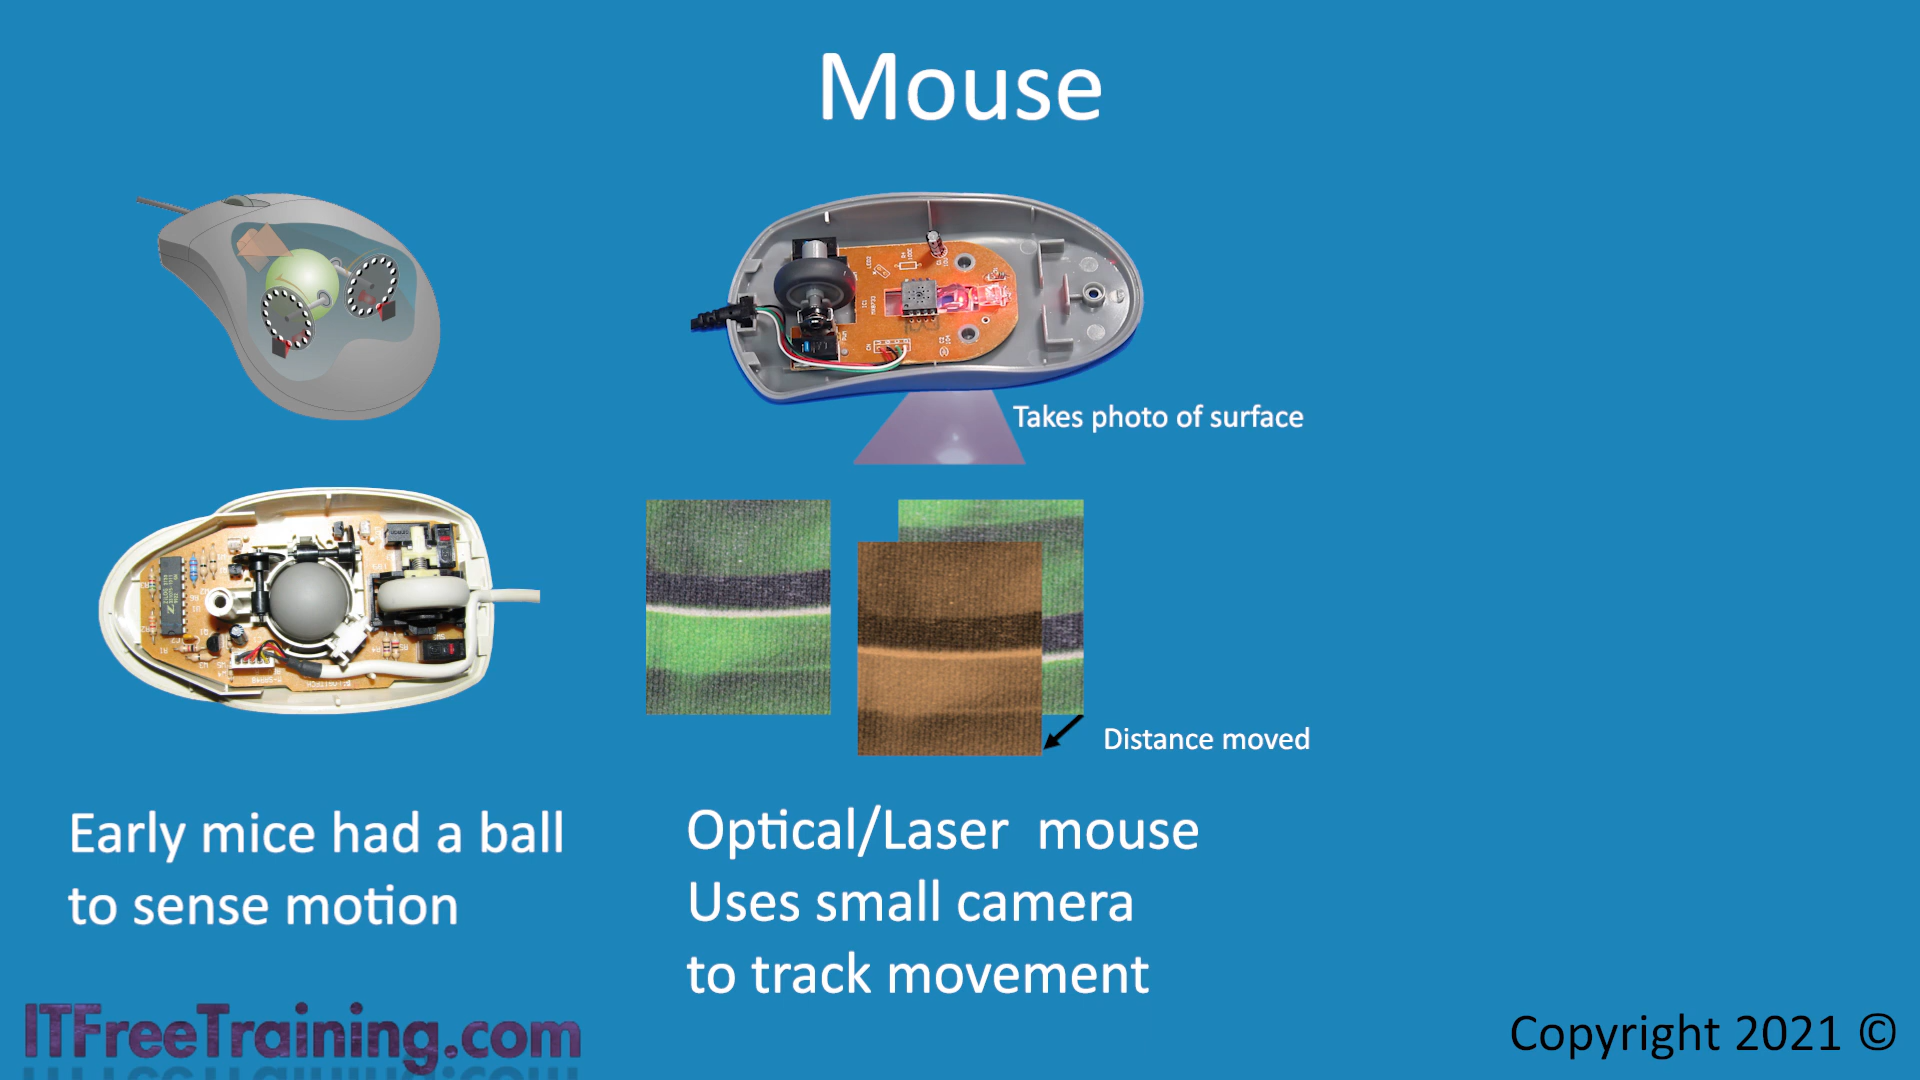 Mouse
Takes photo of surface
Distance moved
Early mice had a ball
to sense motion
Optical/Laser mouse
Uses small camera
to track movement
ITFreeTraining.com
Copyright 2021 ©